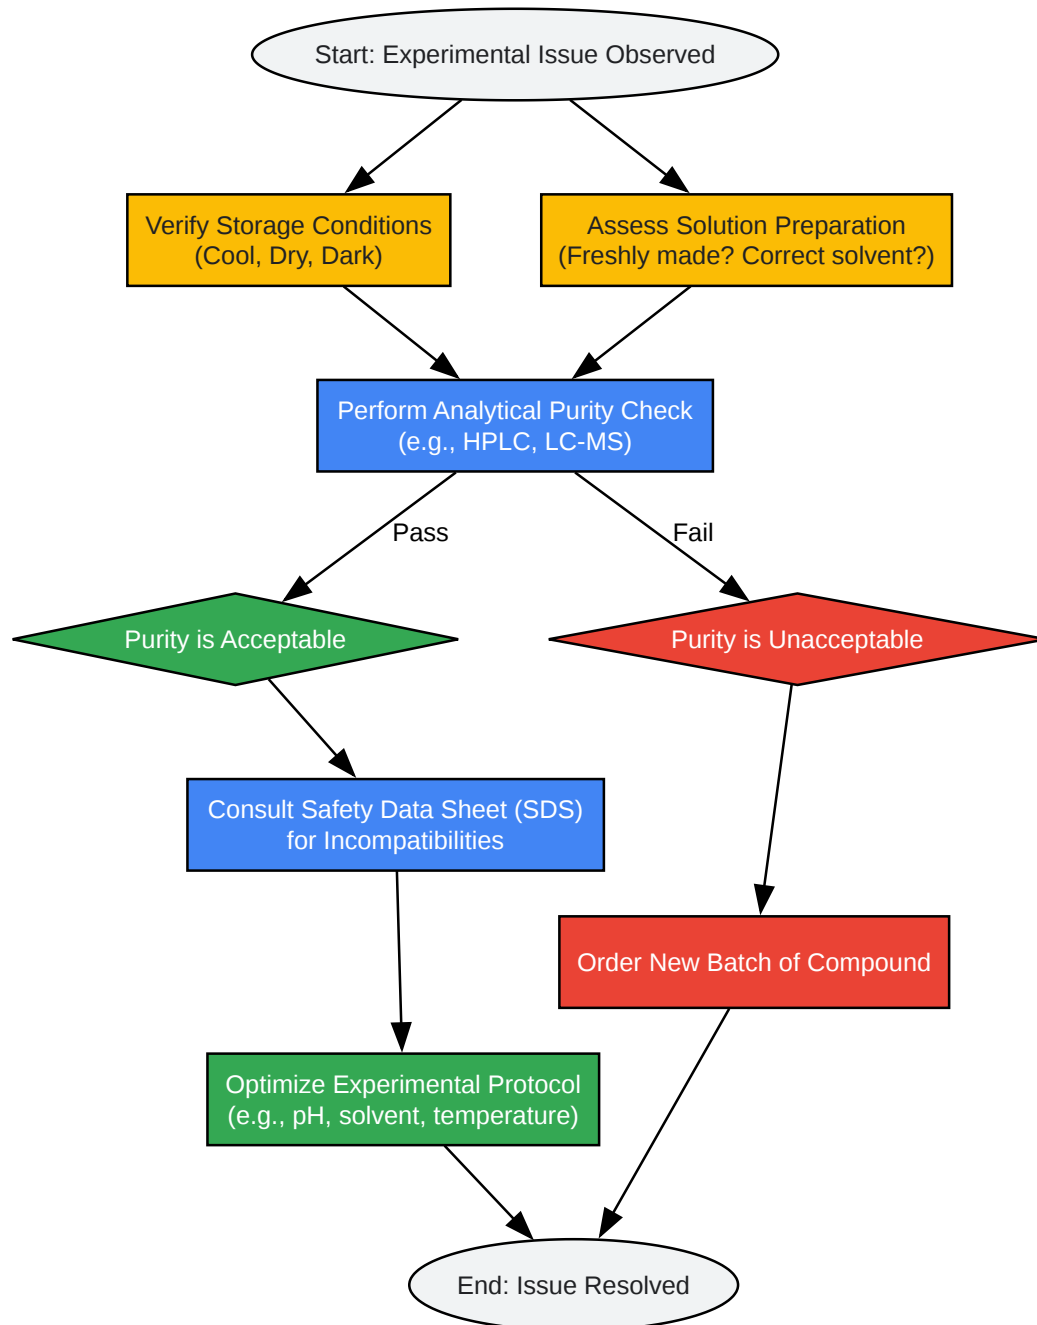 Start: Experimental Issue Observed
Verify Storage Conditions
(Cool, Dry, Dark)
Assess Solution Preparation
(Freshly made? Correct solvent?)
Perform Analytical Purity Check
(e.g., HPLC, LC-MS)
Pass
Fail
Purity is Acceptable
Purity is Unacceptable
Consult Safety Data Sheet (SDS)
for Incompatibilities
Order New Batch of Compound
Optimize Experimental Protocol
(e.g., pH, solvent, temperature)
End: Issue Resolved